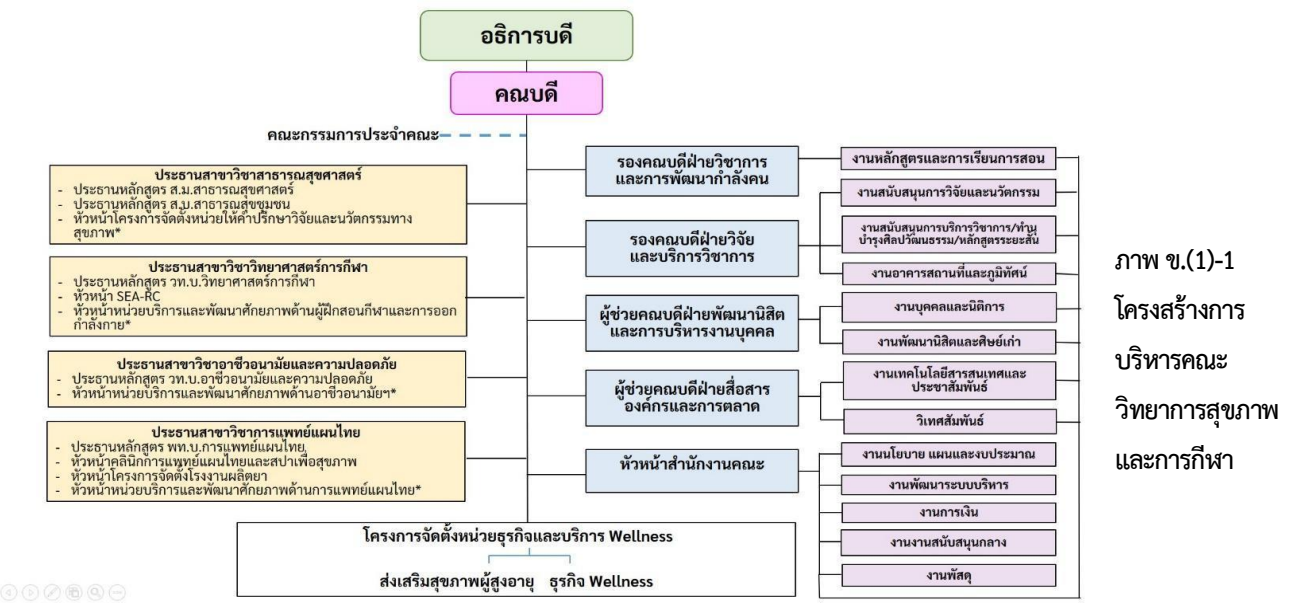 อธิการบดี
คณบดี
คณะกรรมการประจำคณะ
ประธานสาขาวิชาสาธารณสุขศาสตร์
- ประธานหลักสูตร ส.ม.สาธารณสุขศาสตร์
- ประธานหลักสูตร ส.บ.สาธารณสุขชุมชน
- หัวหน้าโครงการจัดตั้งหน่วยให้คำปรึกษาวิจัยและนวัตกรรมทาง
สุขภาพ*
ประธานสาขาวิชาวิทยาศาสตร์การกีฬา
- ประธานหลักสูตร วท.บ.วิทยาศาสตร์การกีฬา
- หัวหน้า SEA-RC
- หัวหน้าหน่วยบริการและพัฒนาศักยภาพด้านผู้ฝึกสอนกีฬาและการออก
กำลังกาย*
ประธานสาขาวิชาอาชีวอนามัยและความปลอดภัย
- ประธานหลักสูตร วท.บ.อาชีวอนามัยและความปลอดภัย
- หัวหน้าหน่วยบริการและพัฒนาศักยภาพด้านอาชีวอนามัยฯ*
ประธานสาขาวิชาการแพทย์แผนไทย
- ประธานหลักสูตร พท.บ.การแพทย์แผนไทย
- หัวหน้าคลินิกการแพทย์แผนไทยและสปาเพื่อสุขภาพ
- หัวหน้าโครงการจัดตั้งโรงงานผลิตยา
- หัวหน้าหน่วยบริการและพัฒนาศักยภาพด้านการแพทย์แผนไทย*
รองคณบดีฝ่ายวิชาการ
และการพัฒนากำลังคน
รองคณบดีฝ่ายวิจัย
และบริการวิชาการ
ผู้ช่วยคณบดีฝ่ายพัฒนานิสิต
และการบริหารงานบุคคล
ผู้ช่วยคณบดีฝ่ายสื่อสาร
องค์กรและการตลาด
หัวหน้าสำนักงานคณะ
งานหลักสูตรและการเรียนการสอน
งานสนับสนุนการวิจัยและนวัตกรรม
งานสนับสนุนการบริการวิชาการ/ทำนุ
บำรุงศิลปวัฒนธรรม/หลักสูตรระยะสั้น
งานอาคารสถานที่และภูมิทัศน์
งานบุคคลและนิติการ
งานพัฒนานิสิตและศิษย์เก่า
งานเทคโนโลยีสารสนเทศและ
ประชาสัมพันธ์
วิเทศสัมพันธ์
งานนโยบาย แผนและงบประมาณ
งานพัฒนาระบบบริหาร
งานการเงิน
งานงานสนับสนุนกลาง
งานพัสดุ
โครงการจัดตั้งหน่วยธุรกิจและบริการ Wellness
ส่งเสริมสุขภาพผู้สูงอายุ ธุรกิจ Wellness
ภาพ ข.(1)-1
โครงสร้างการ
บริหารคณะ
วิทยาการสุขภาพ
และการกีฬา